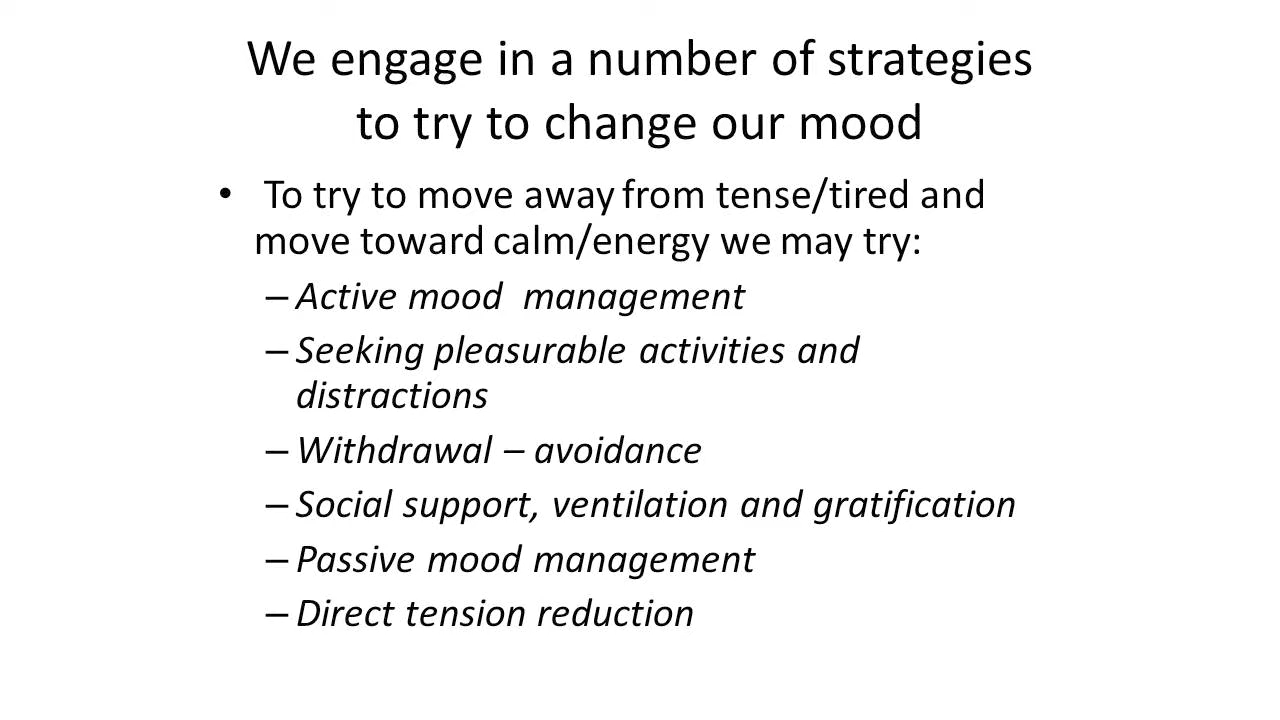 We engage in a number of strategies
to try to change our mood
• To try to move away from tense/tired and
move toward calm/energy we may try:
– Active mood management
– Seeking pleasurable activities and
distractions
– Withdrawal – avoidance
– Social support, ventilation and gratification
– Passive mood management
– Direct tension reduction